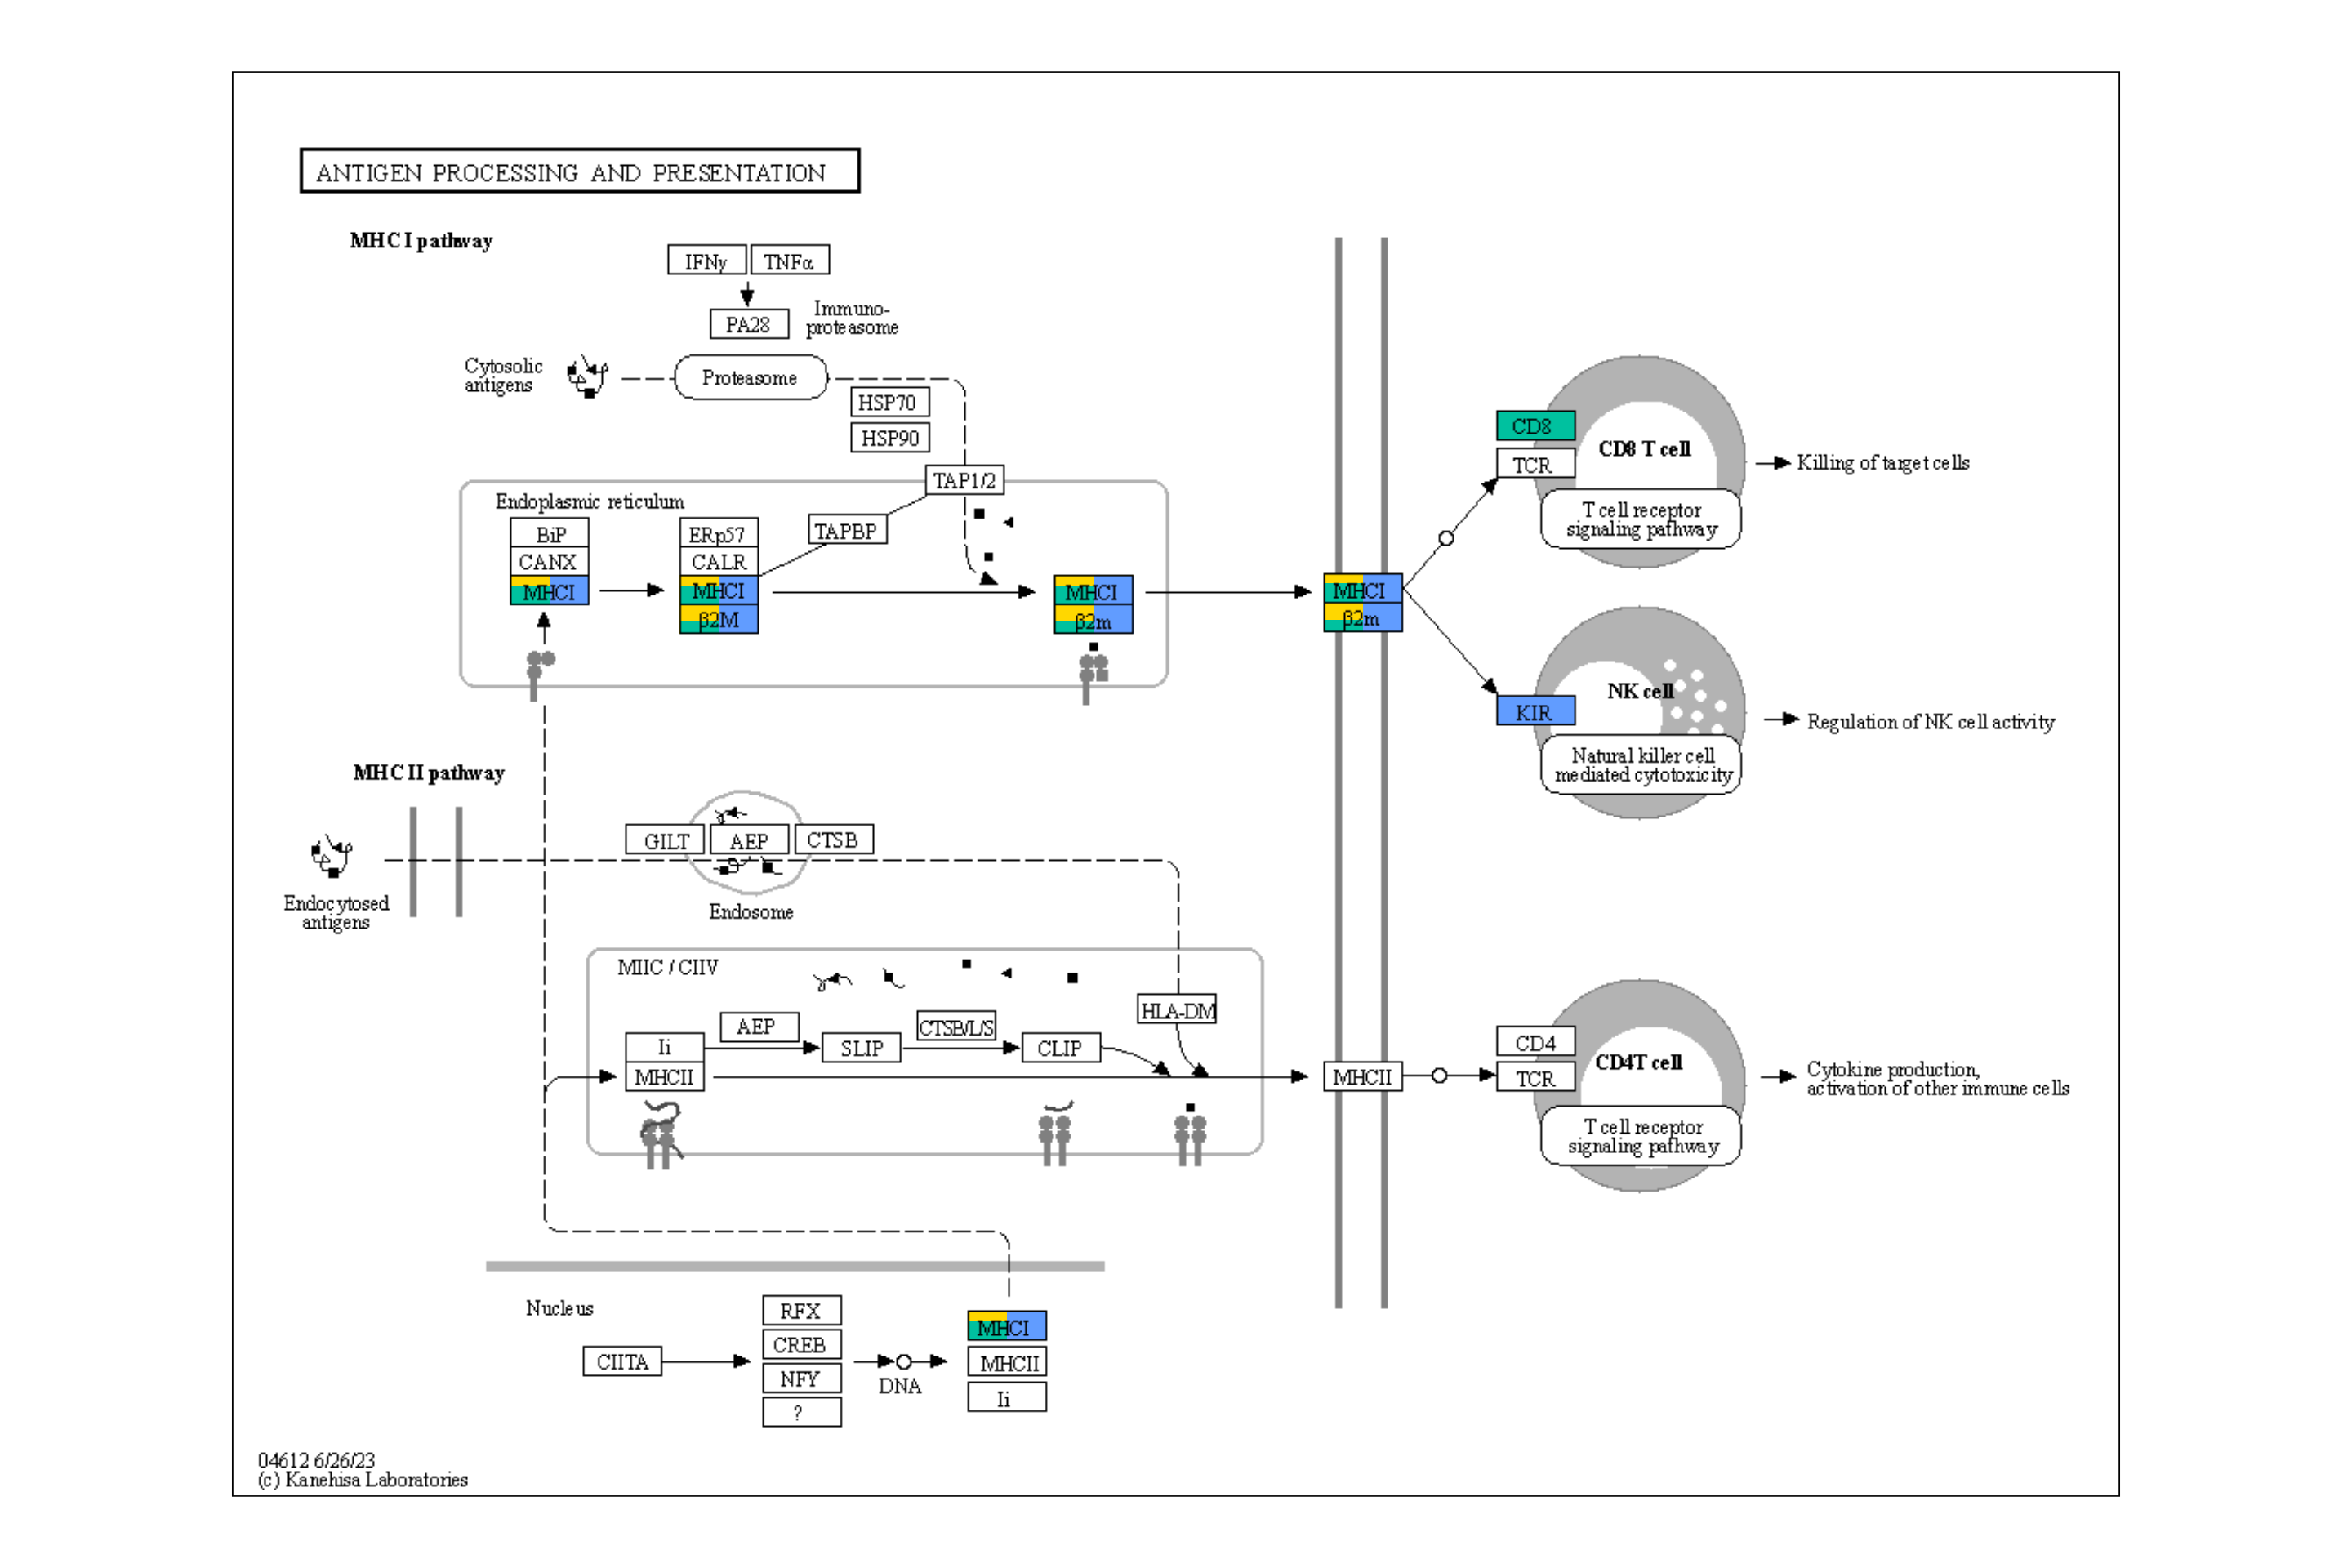 ANTIGEN PROCESSING AND PRESENTATION
MHC I pathway
IFNγ
TNFα
PA28
Immuno-
proteasome
Cytosolic
antigens
Proteasome
HSP70
HSP90
TAP1/2
Endoplasmic reticulum
BiP
CANX
MHCI
ERp57
CALR
MHCI
β2M
TAPBP
MHCI
β2m
MHCI
β2m
CD8
TCR
CD8 T cell
T cell receptor
signaling pathway
Killing of target cells
KIR
NK cell
Natural killer cell
mediated cytotoxicity
Regulation of NK cell activity
MHC II pathway
Endocytosed
antigens
GILT
AEP
CTSB
Endosome
MIIC / CIIV
Ii
MHCII
AEP
SLIP
CTSB/L/S
CLIP
HLA-DM
MHCII
CD4
TCR
CD4T cell
T cell receptor
signaling pathway
Cytokine production,
activation of other immune cells
Nucleus
CIITA
RFX
CREB
NFY
?
DNA
MHCI
MHCII
Ii
04612 6/26/23
(c) Kanehisa Laboratories